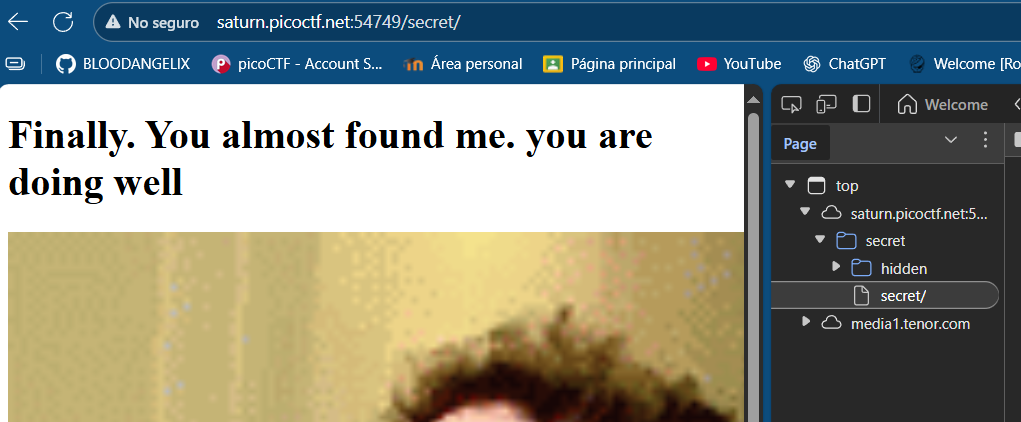 No seguro saturn.picoctf.net:54749/secret/
BLOODANGELIX picoCTF - Account S... Área personal Página principal YouTube ChatGPT Welcome [Ro
Welcome
Page
Finally. You almost found me. you are
doing well
top
saturn.picoctf.net:5...
secret
hidden
secret/
media1.tenor.com